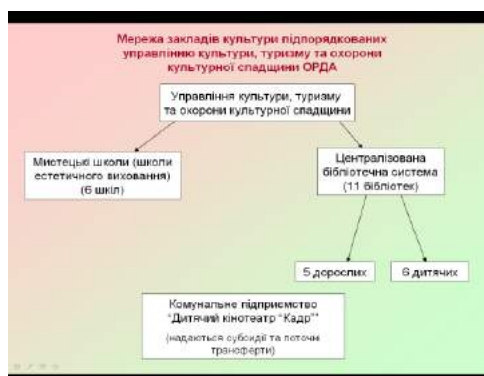 Мережа закладів культури підпорядкованих
управлінню культури, туризму та охорони
культурної спадщини ОРДА
Управління культури, туризму
та охорони культурної спадщини
Мистецькі школи (школи
естетичного виховання)
(6 шкіл)
Централізована
бібліотечна система
(11 бібліотек)
5 дорослих
6 дитячих
Комунальне підприємство
"Дитячий кінотеатр "Кадр""
(надаються субсидії та поточні
трансферти)